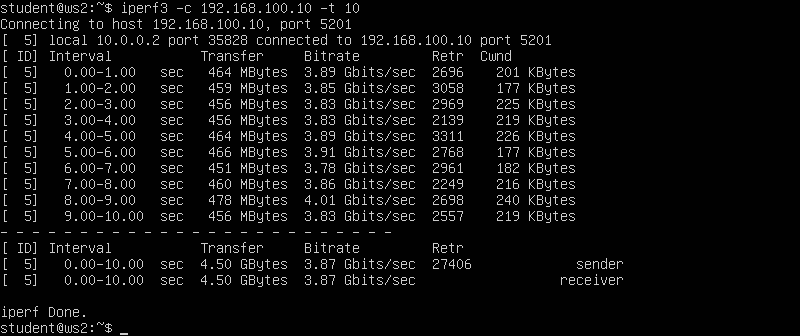 student@ws2:~$ iperf3 -c 192.168.100.10 -t 10
Connecting to host 192.168.100.10, port 5201
[  5] local 10.0.0.2 port 35828 connected to 192.168.100.10 port 5201
[ ID] Interval           Transfer     Bitrate         Retr  Cwnd
[  5]   0.00-1.00   sec   464 MBytes  3.89 Gbits/sec  2696    201 KBytes
[  5]   1.00-2.00   sec   459 MBytes  3.85 Gbits/sec  3058    177 KBytes
[  5]   2.00-3.00   sec   456 MBytes  3.83 Gbits/sec  2969    225 KBytes
[  5]   3.00-4.00   sec   456 MBytes  3.83 Gbits/sec  2139    219 KBytes
[  5]   4.00-5.00   sec   464 MBytes  3.89 Gbits/sec  3311    226 KBytes
[  5]   5.00-6.00   sec   466 MBytes  3.91 Gbits/sec  2768    177 KBytes
[  5]   6.00-7.00   sec   451 MBytes  3.78 Gbits/sec  2961    182 KBytes
[  5]   7.00-8.00   sec   460 MBytes  3.86 Gbits/sec  2249    216 KBytes
[  5]   8.00-9.00   sec   478 MBytes  4.01 Gbits/sec  2698    240 KBytes
[  5]   9.00-10.00  sec   456 MBytes  3.83 Gbits/sec  2557    219 KBytes
- - - - - - - - - - - - - - - - - - - - - - - - -
[ ID] Interval           Transfer     Bitrate         Retr
[  5]   0.00-10.00  sec  4.50 GBytes  3.87 Gbits/sec  27406             sender
[  5]   0.00-10.00  sec  4.50 GBytes  3.87 Gbits/sec                  receiver
iperf Done.
student@ws2:~$ _